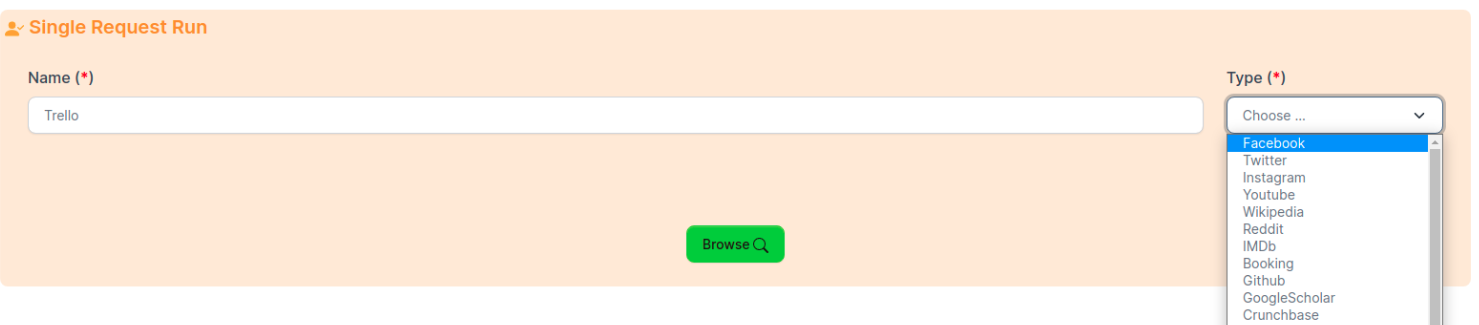 Single Request Run
Name (*)
Type (*)
Trello
Choose ...
Facebook
Twitter
Instagram
Youtube
Wikipedia
Reddit
IMDb
Booking
Github
GoogleScholar
Crunchbase
Browse